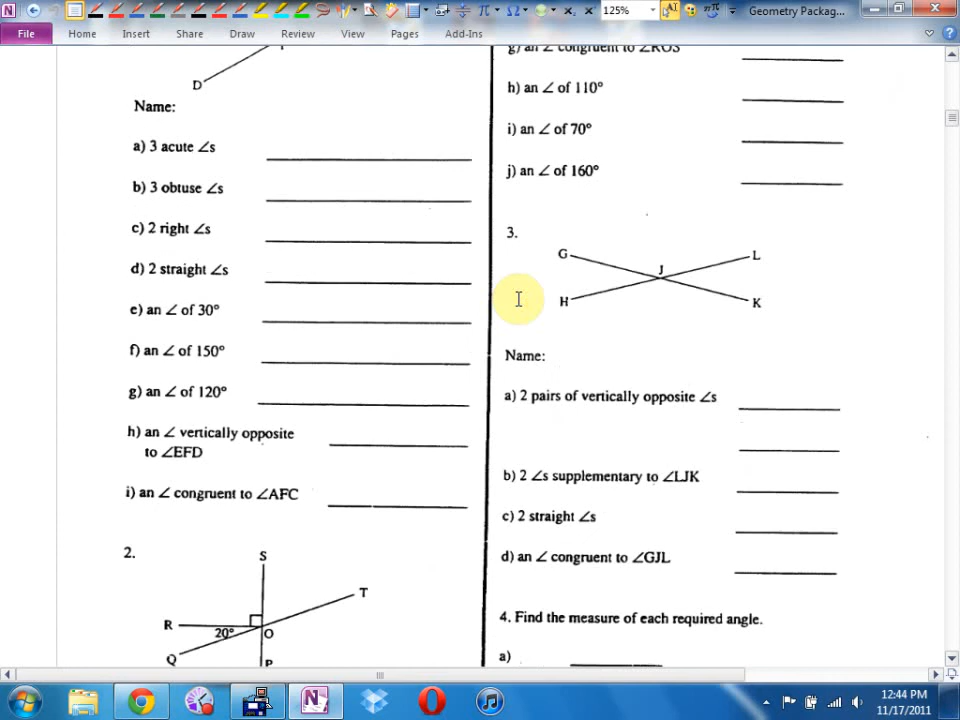 125%
Geometry Packag...
File
Home
Insert
Share
Draw
Review
View
Pages
Add-Ins
D
Name:
a) 3 acute ∠s
b) 3 obtuse ∠s
c) 2 right ∠s
d) 2 straight ∠s
e) an ∠ of 30°
f) an ∠ of 150°
g) an ∠ of 120°
h) an ∠ vertically opposite
to ∠EFD
i) an ∠ congruent to ∠AFC
2.
S
T
R
20°
O
Q
P
g) an ∠ congruent to ∠ROS
h) an ∠ of 110°
i) an ∠ of 70°
j) an ∠ of 160°
3.
G
L
J
H
K
Name:
a) 2 pairs of vertically opposite ∠s
b) 2 ∠s supplementary to ∠LJK
c) 2 straight ∠s
d) an ∠ congruent to ∠GJL
4. Find the measure of each required angle.
a)
12:44 PM
11/17/2011